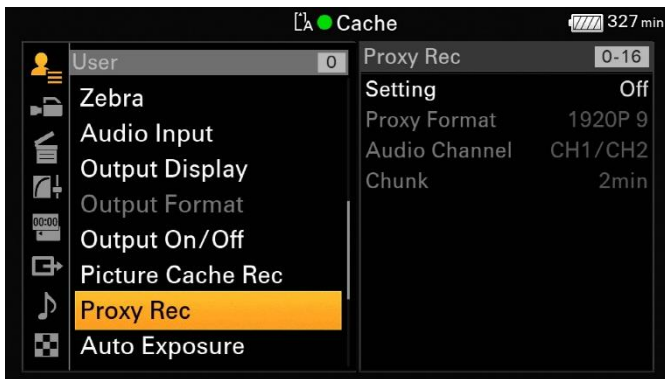 A Cache 327 min
User 0
Zebra
Audio Input
Output Display
Output Format
Output On/Off
Picture Cache Rec
Proxy Rec
Auto Exposure
00:00
Proxy Rec 0-16
Setting Off
Proxy Format 1920P 9
Audio Channel CH1/CH2
Chunk 2min